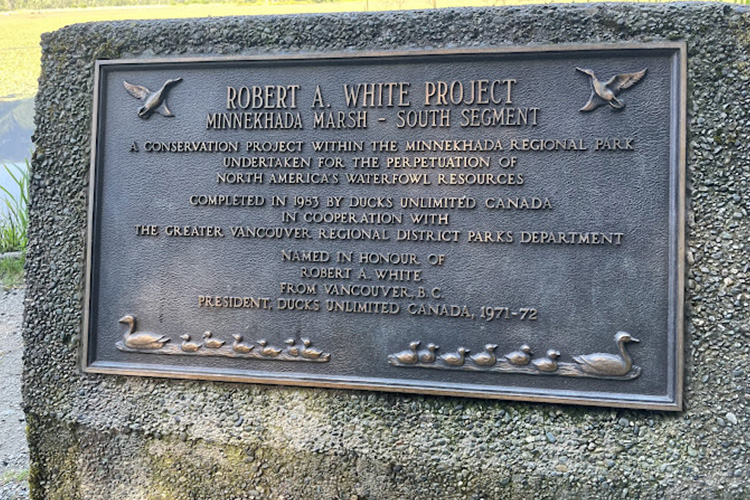 ROBERT A. WHITE PROJECT
MINNEKHADA MARSH - SOUTH SEGMENT
A CONSERVATION PROJECT WITHIN THE MINNEKHADA REGIONAL PARK
UNDERTAKEN FOR THE PERPETUATION OF
NORTH AMERICA'S WATERFOWL RESOURCES
COMPLETED IN 1983 BY DUCKS UNLIMITED CANADA
IN COOPERATION WITH
THE GREATER VANCOUVER REGIONAL DISTRICT PARKS DEPARTMENT
NAMED IN HONOUR OF
ROBERT A. WHITE
FROM VANCOUVER, B.C.
PRESIDENT, DUCKS UNLIMITED CANADA, 1971-72